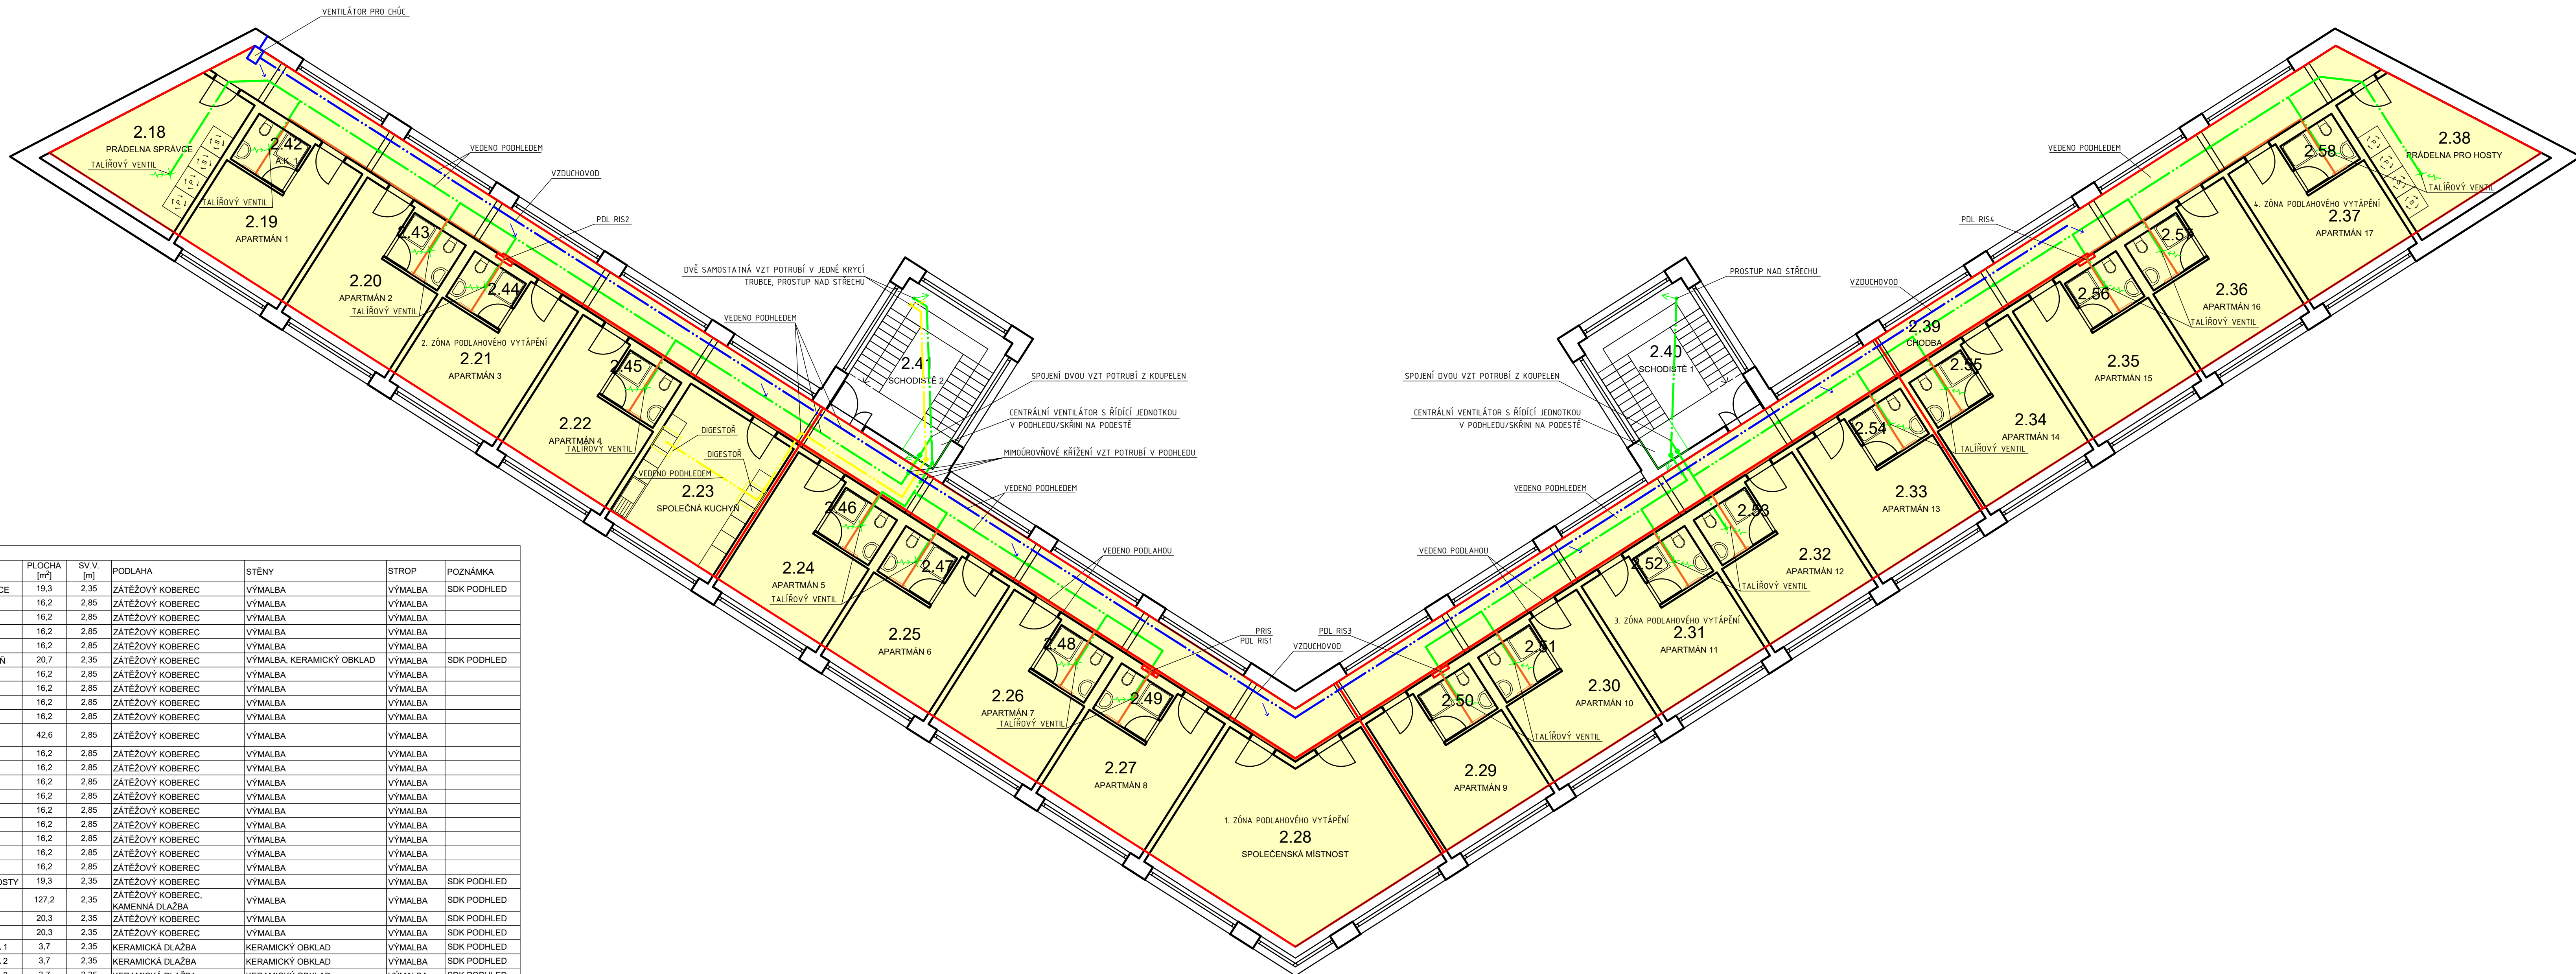 VENTILÁTOR PRO CHÚC
2.18
PRÁDELNA SPRÁVCE
TALÍŘOVÝ VENTIL
2.42
A.K. 1
TALÍŘOVÝ VENTIL
2.19
APARTMÁN 1
VEDENO PODHLEDEM
VZDUCHOVOD
PDL RIS2
2.43
2.44
2.20
APARTMÁN 2
TALÍŘOVÝ VENTIL
2. ZÓNA PODLAHOVÉHO VYTÁPĚNÍ
2.21
APARTMÁN 3
DVĚ SAMOSTATNÁ VZT POTRUBÍ V JEDNÉ KRYCÍ
TRUBCE, PROSTUP NAD STŘECHU
VEDENO PODHLEDEM
2.45
2.22
APARTMÁN 4
TALÍŘOVÝ VENTIL
DIGESTOŘ
DIGESTOŘ
VEDENO PODHLEDEM
2.23
SPOLEČNÁ KUCHYŇ
2.41
SCHODIŠTĚ 2
SPOJENÍ DVOU VZT POTRUBÍ Z KOUPELEN
CENTRÁLNÍ VENTILÁTOR S ŘÍDÍCÍ JEDNOTKOU
V PODHLEDU/SKŘINI NA PODESTĚ
MIMOÚROVŇOVÉ KŘÍŽENÍ VZT POTRUBÍ V PODHLEDU
VEDENO PODHLEDEM
VEDENO PODLAHOU
2.46
2.47
2.24
APARTMÁN 5
TALÍŘOVÝ VENTIL
2.25
APARTMÁN 6
2.48
2.49
2.26
APARTMÁN 7
TALÍŘOVÝ VENTIL
2.27
APARTMÁN 8
PRIS
PDL RIS1
VZDUCHOVOD
1. ZÓNA PODLAHOVÉHO VYTÁPĚNÍ
2.28
SPOLEČENSKÁ MÍSTNOST
PDL RIS3
VEDENO PODLAHOU
VEDENO PODHLEDEM
2.50
2.51
TALÍŘOVÝ VENTIL
2.29
APARTMÁN 9
2.30
APARTMÁN 10
3. ZÓNA PODLAHOVÉHO VYTÁPĚNÍ
2.31
APARTMÁN 11
2.52
2.53
TALÍŘOVÝ VENTIL
2.32
APARTMÁN 12
2.33
APARTMÁN 13
2.54
2.55
TALÍŘOVÝ VENTIL
2.34
APARTMÁN 14
2.35
APARTMÁN 15
PROSTUP NAD STŘECHU
2.40
SCHODIŠTĚ 1
SPOJENÍ DVOU VZT POTRUBÍ Z KOUPELEN
CENTRÁLNÍ VENTILÁTOR S ŘÍDÍCÍ JEDNOTKOU
V PODHLEDU/SKŘINI NA PODESTĚ
VZDUCHOVOD
2.39
CHODBA
PDL RIS4
VEDENO PODHLEDEM
2.56
2.57
TALÍŘOVÝ VENTIL
2.36
APARTMÁN 16
4. ZÓNA PODLAHOVÉHO VYTÁPĚNÍ
2.37
APARTMÁN 17
2.58
2.38
PRÁDELNA PRO HOSTY
TALÍŘOVÝ VENTIL
PLOCHA [m²] SV.V. [m] PODLAHA STĚNY STROP POZNÁMKA
CE 19,3 2,35 ZÁTĚŽOVÝ KOBEREC VÝMALBA VÝMALBA SDK PODHLED
16,2 2,85 ZÁTĚŽOVÝ KOBEREC VÝMALBA VÝMALBA
16,2 2,85 ZÁTĚŽOVÝ KOBEREC VÝMALBA VÝMALBA
16,2 2,85 ZÁTĚŽOVÝ KOBEREC VÝMALBA VÝMALBA
16,2 2,85 ZÁTĚŽOVÝ KOBEREC VÝMALBA VÝMALBA
Ň 20,7 2,35 ZÁTĚŽOVÝ KOBEREC VÝMALBA, KERAMICKÝ OBKLAD VÝMALBA SDK PODHLED
16,2 2,85 ZÁTĚŽOVÝ KOBEREC VÝMALBA VÝMALBA
16,2 2,85 ZÁTĚŽOVÝ KOBEREC VÝMALBA VÝMALBA
16,2 2,85 ZÁTĚŽOVÝ KOBEREC VÝMALBA VÝMALBA
16,2 2,85 ZÁTĚŽOVÝ KOBEREC VÝMALBA VÝMALBA
42,6 2,85 ZÁTĚŽOVÝ KOBEREC VÝMALBA VÝMALBA
16,2 2,85 ZÁTĚŽOVÝ KOBEREC VÝMALBA VÝMALBA
16,2 2,85 ZÁTĚŽOVÝ KOBEREC VÝMALBA VÝMALBA
16,2 2,85 ZÁTĚŽOVÝ KOBEREC VÝMALBA VÝMALBA
16,2 2,85 ZÁTĚŽOVÝ KOBEREC VÝMALBA VÝMALBA
16,2 2,85 ZÁTĚŽOVÝ KOBEREC VÝMALBA VÝMALBA
16,2 2,85 ZÁTĚŽOVÝ KOBEREC VÝMALBA VÝMALBA
16,2 2,85 ZÁTĚŽOVÝ KOBEREC VÝMALBA VÝMALBA
16,2 2,85 ZÁTĚŽOVÝ KOBEREC VÝMALBA VÝMALBA
16,2 2,85 ZÁTĚŽOVÝ KOBEREC VÝMALBA VÝMALBA
OSTY 19,3 2,35 ZÁTĚŽOVÝ KOBEREC VÝMALBA VÝMALBA SDK PODHLED
127,2 2,35 ZÁTĚŽOVÝ KOBEREC, KAMENNÁ DLAŽBA VÝMALBA VÝMALBA SDK PODHLED
20,3 2,35 ZÁTĚŽOVÝ KOBEREC VÝMALBA VÝMALBA SDK PODHLED
20,3 2,35 ZÁTĚŽOVÝ KOBEREC VÝMALBA VÝMALBA SDK PODHLED
1 3,7 2,35 KERAMICKÁ DLAŽBA KERAMICKÝ OBKLAD VÝMALBA SDK PODHLED
2 3,7 2,35 KERAMICKÁ DLAŽBA KERAMICKÝ OBKLAD VÝMALBA SDK PODHLED